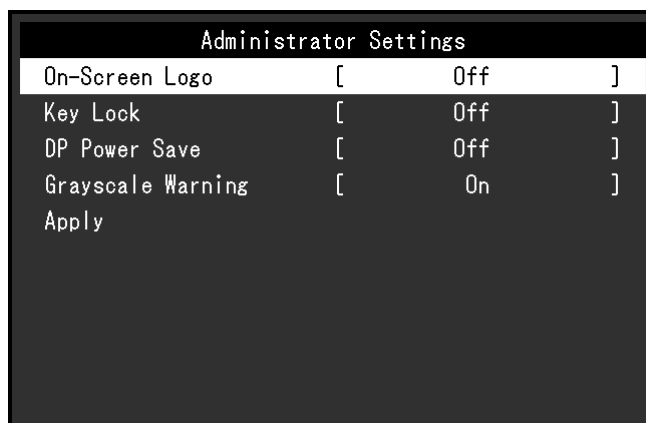 Administrator Settings
On-Screen Logo [ Off ]
Key Lock [ Off ]
DP Power Save [ Off ]
Grayscale Warning [ On ]
Apply